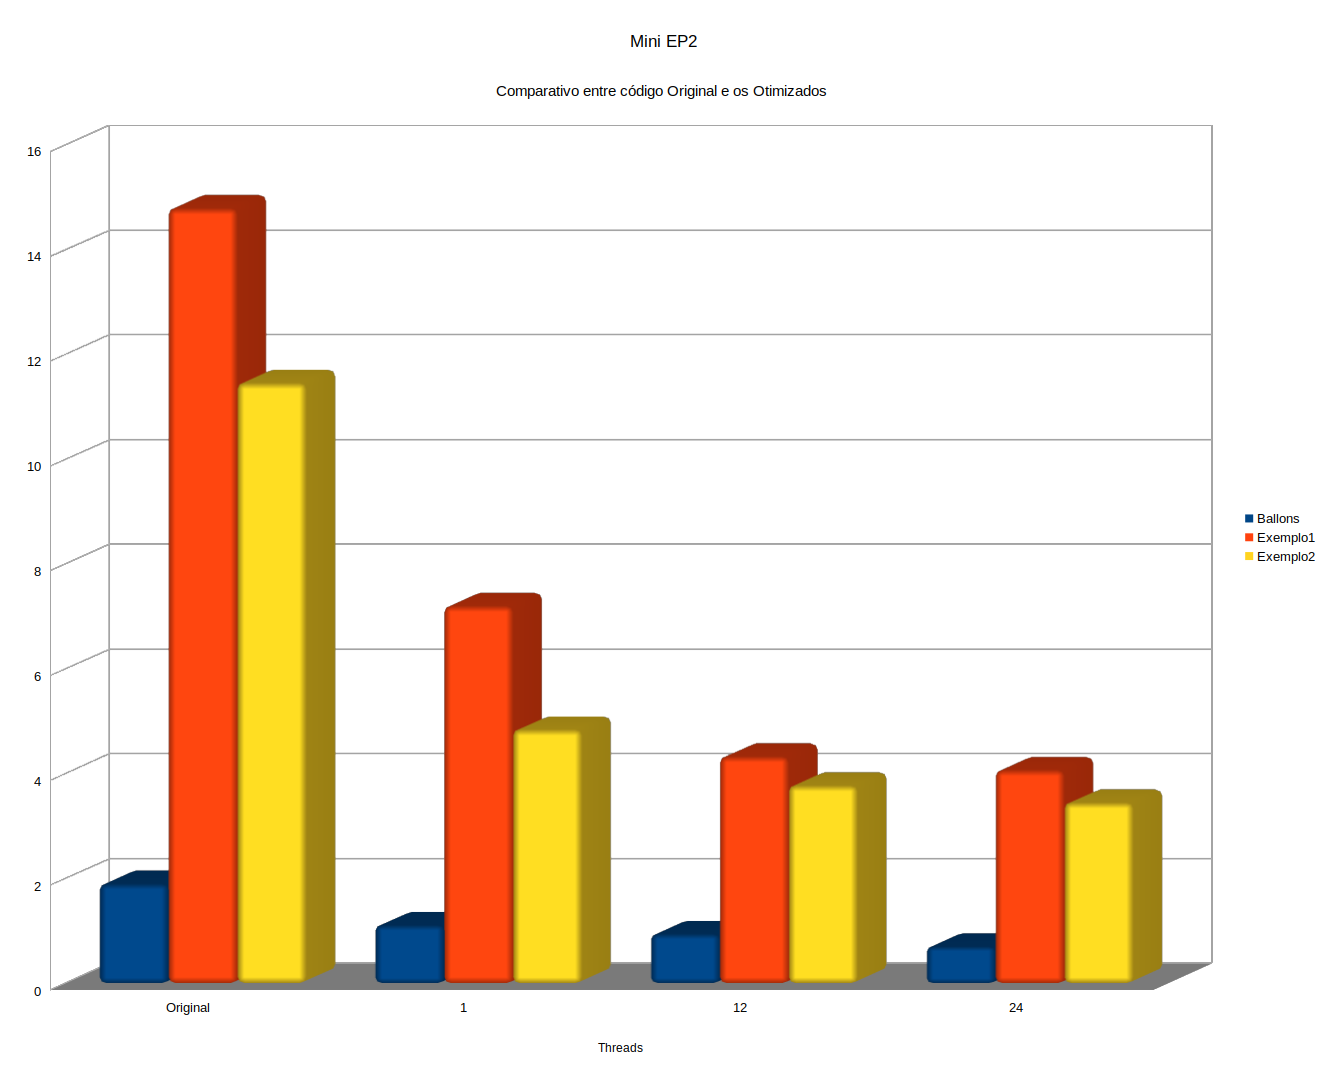 Mini EP2
Comparativo entre código Original e os Otimizados
16
14
12
10
8
6
4
2
0
Original
1
12
24
Threads
Ballons
Exemplo1
Exemplo2